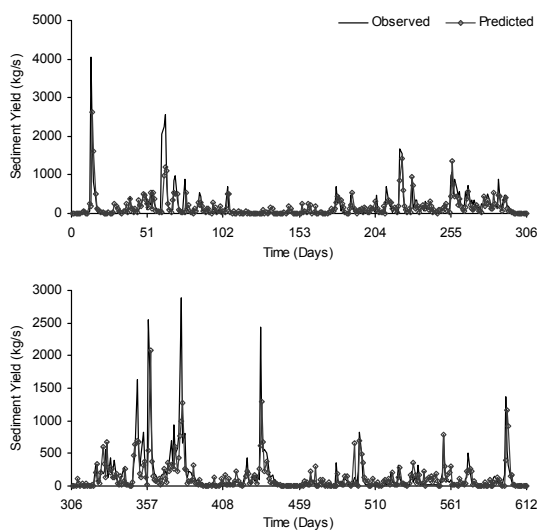 Observed Predicted
5000
4000
3000
2000
1000
0
Sediment Yield (kg/s)
0 51 102 153 204 255 306
Time (Days)
3000
2500
2000
1500
1000
500
0
Sediment Yield (kg/s)
306 357 408 459 510 561 612
Time (Days)